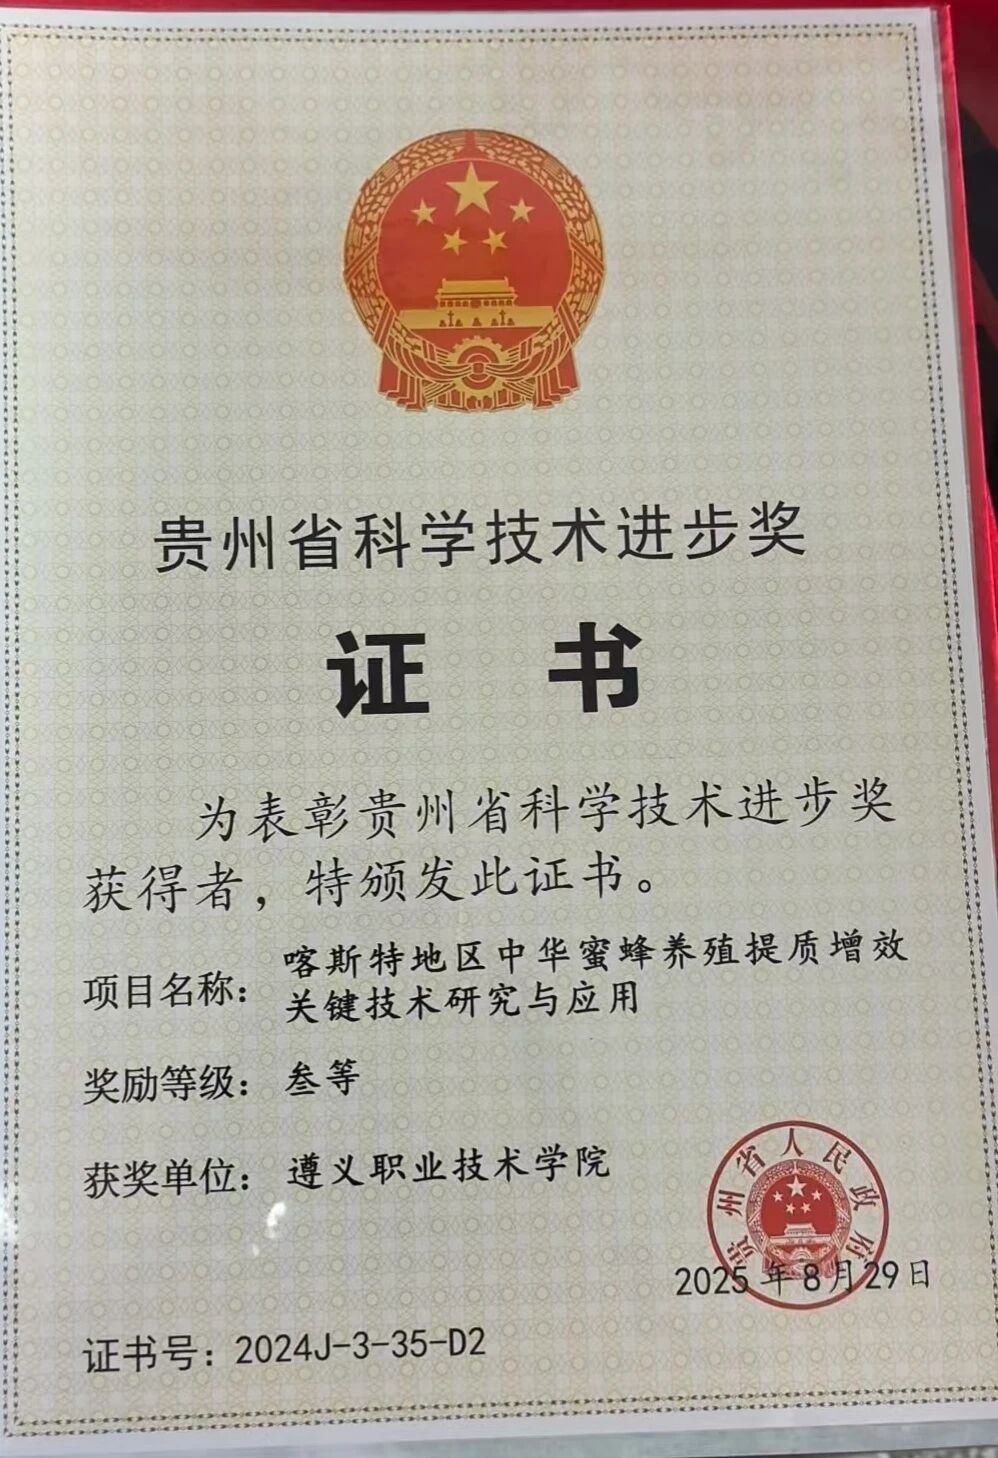 贵州省科学技术进步奖
证 书
为表彰贵州省科学技术进步奖
获得者，特颁发此证书。
项目名称：喀斯特地区中华蜜蜂养殖提质增效
关键技术研究与应用
奖励等级：叁等
获奖单位：遵义职业技术学院
贵州省人民政府
2025年8月29日
证书号：2024J-3-35-D2